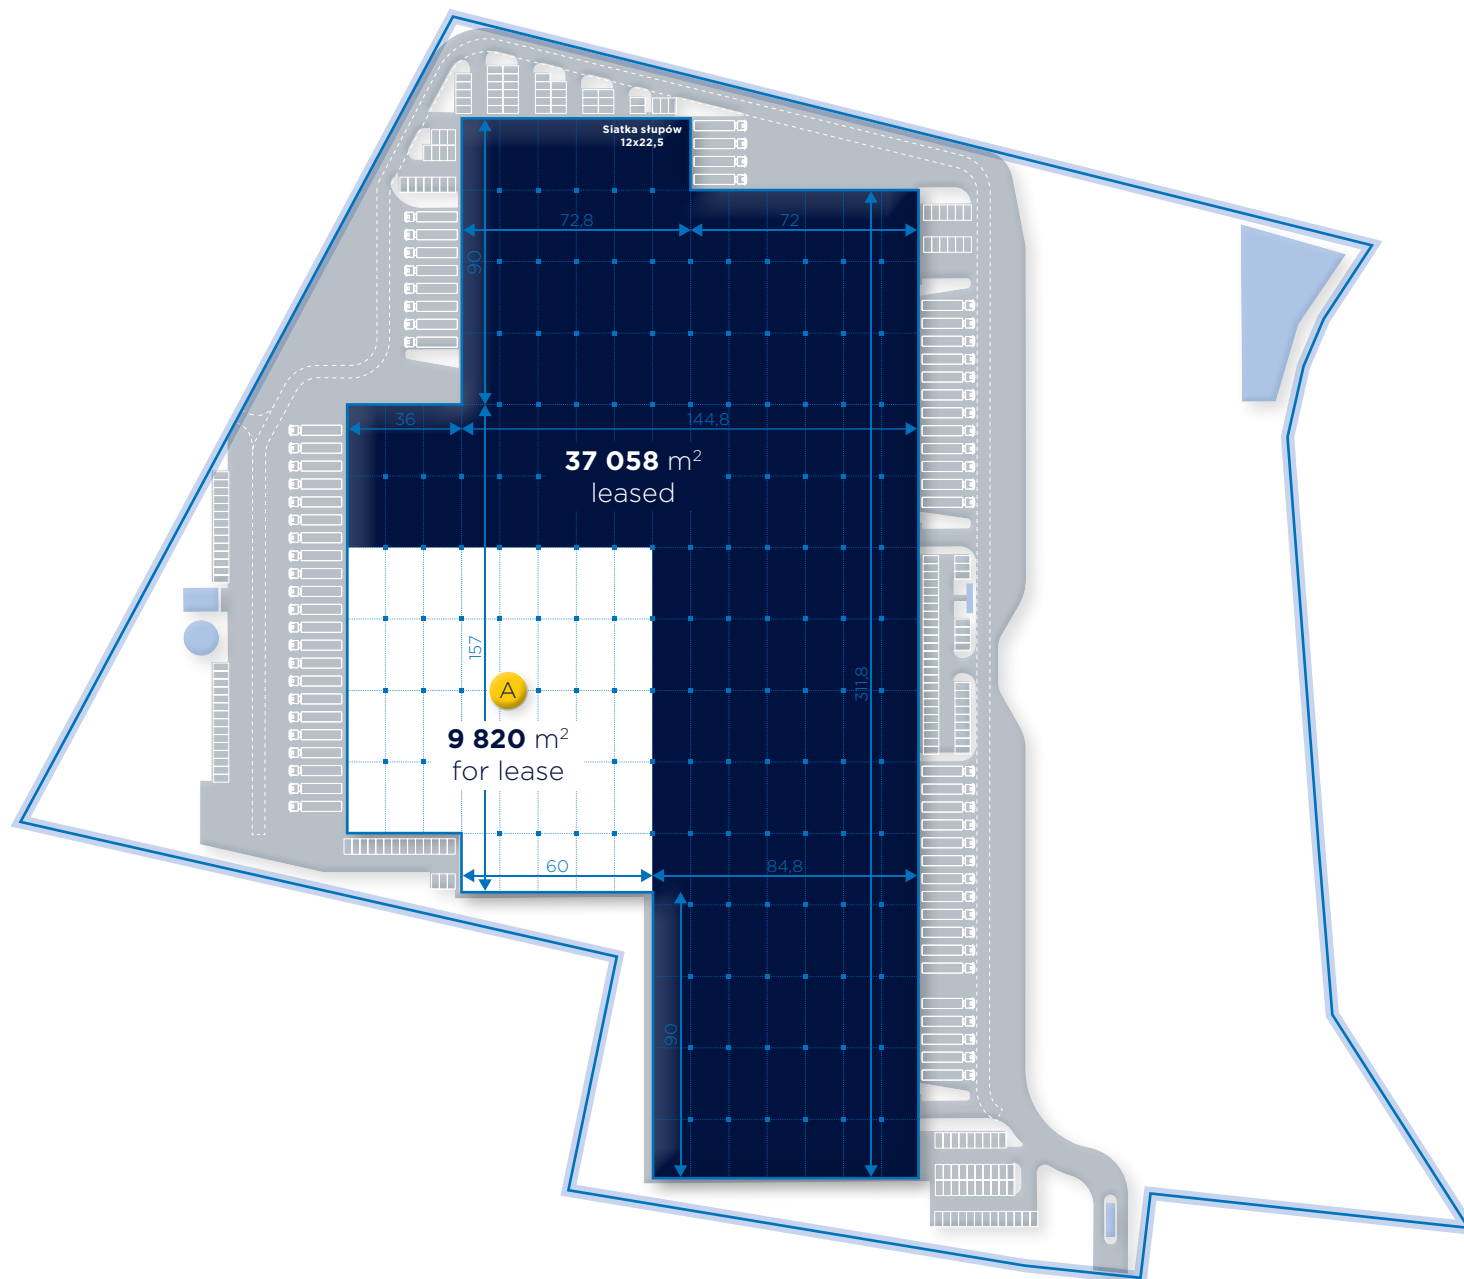 Siatka słupów
12x22,5
72,8
72
90
36
144,8
37 058 m²
leased
157
311,8
A
9 820 m²
for lease
60
84,8
90